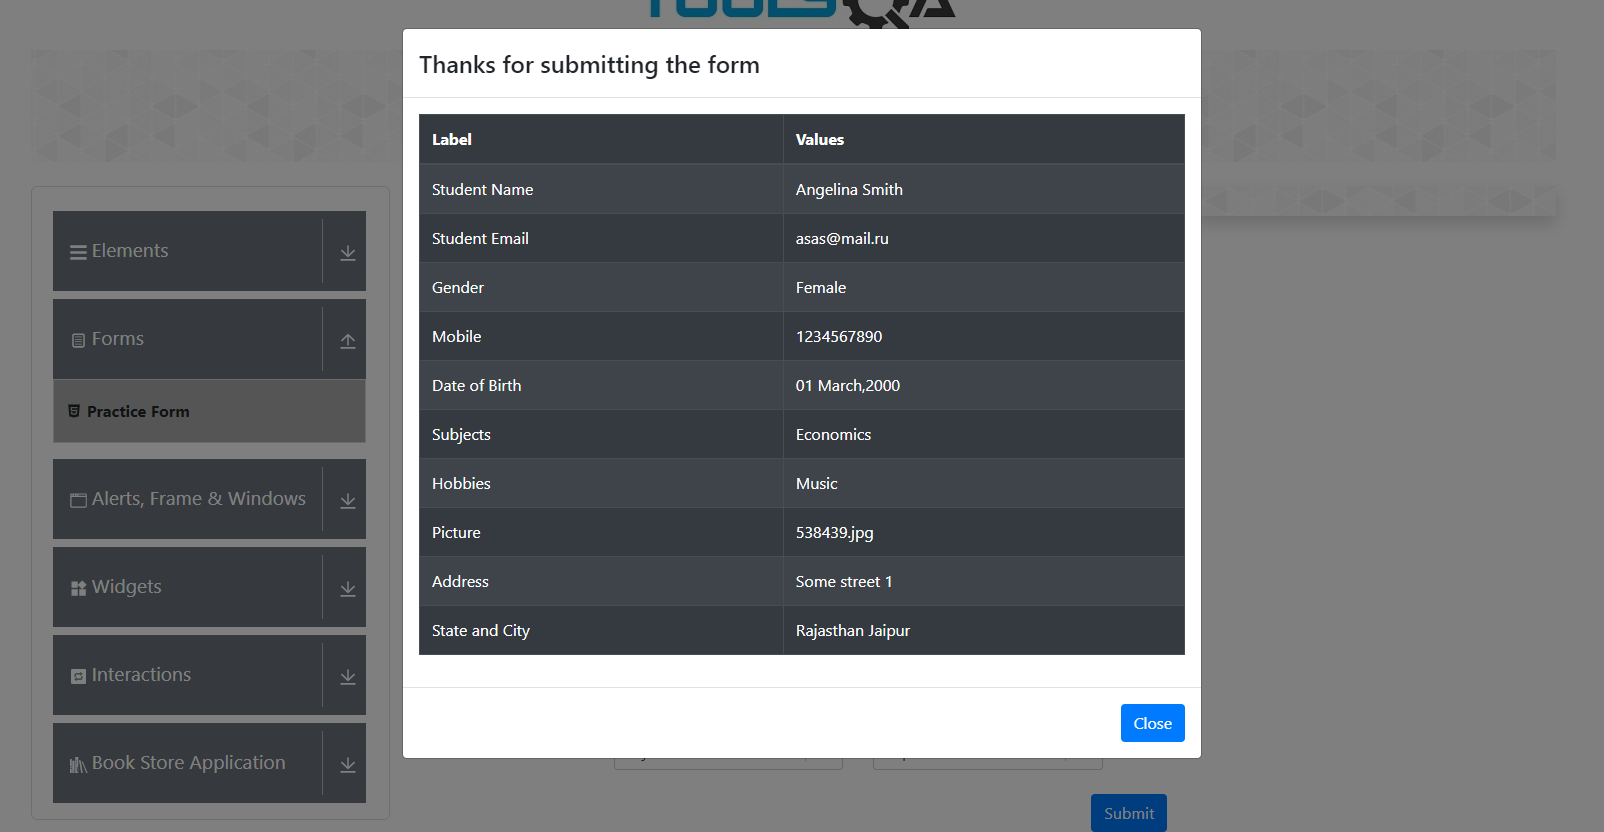 TOOLSQA
Thanks for submitting the form
Label Values
Student Name Angelina Smith
Student Email asas@mail.ru
Gender Female
Mobile 1234567890
Date of Birth 01 March,2000
Subjects Economics
Hobbies Music
Picture 538439.jpg
Address Some street 1
State and City Rajasthan Jaipur
Close
Elements
Forms
Practice Form
Alerts, Frame & Windows
Widgets
Interactions
Book Store Application
Submit